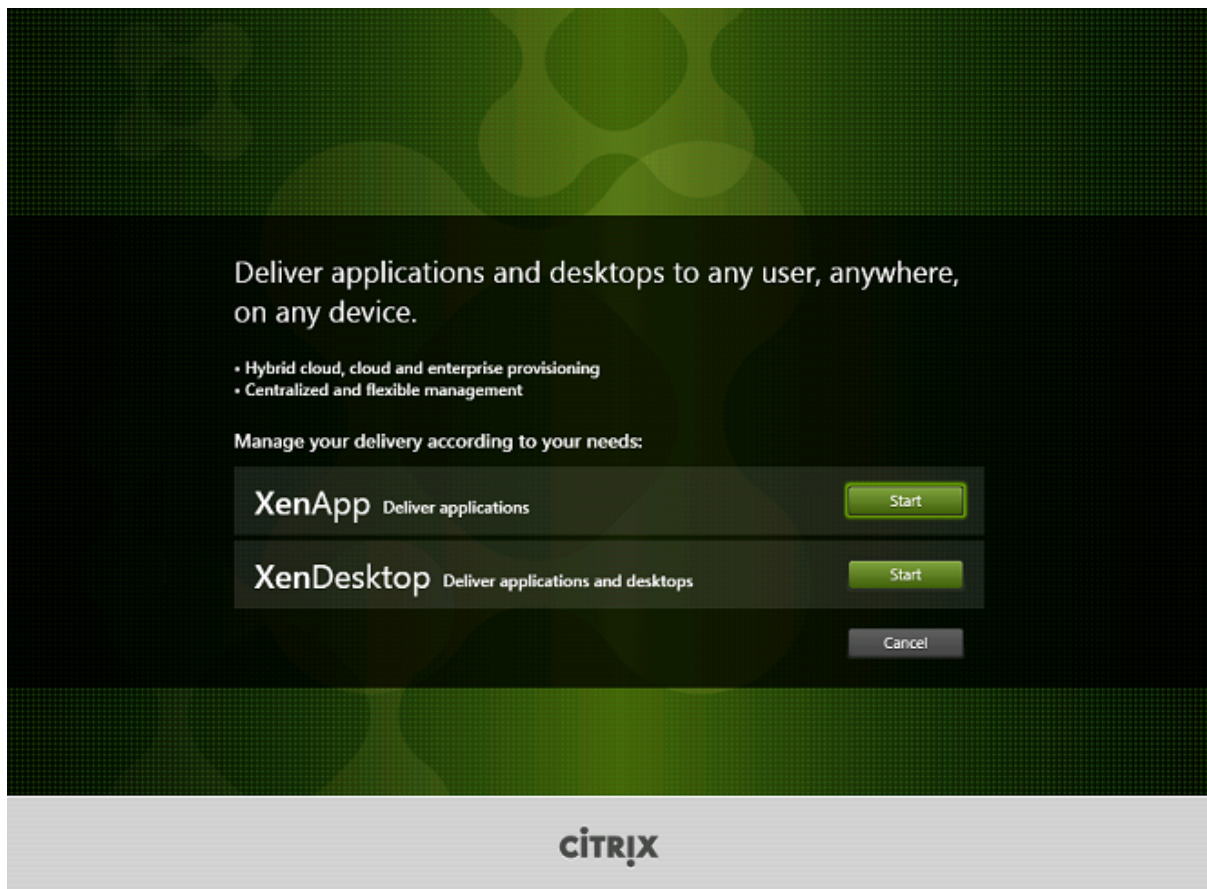 Deliver applications and desktops to any user, anywhere,
on any device.
• Hybrid cloud, cloud and enterprise provisioning
• Centralized and flexible management
Manage your delivery according to your needs:
XenApp Deliver applications Start
XenDesktop Deliver applications and desktops Start
Cancel
CİTRIX